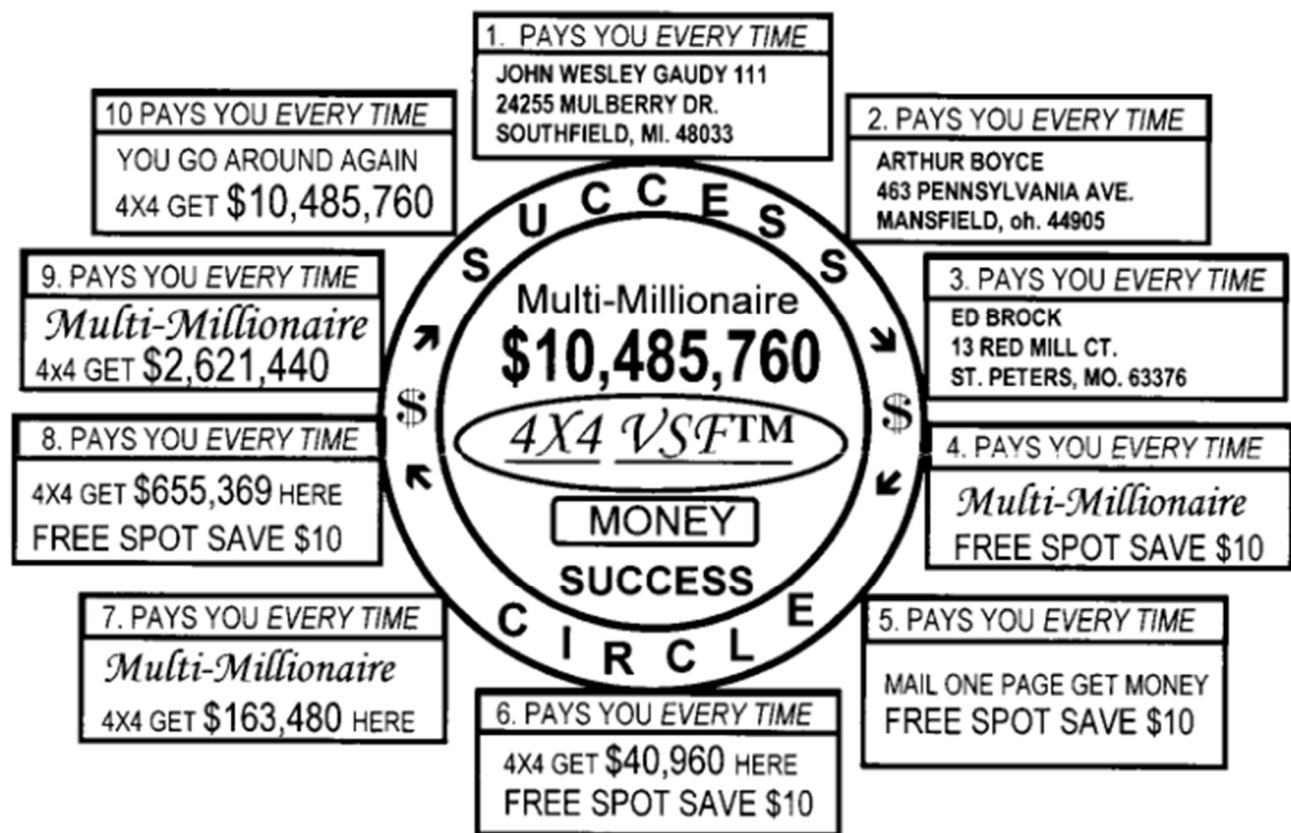 1. PAYS YOU EVERY TIME
JOHN WESLEY GAUDY 111
24255 MULBERRY DR.
SOUTHFIELD, MI. 48033
2. PAYS YOU EVERY TIME
ARTHUR BOYCE
463 PENNSYLVANIA AVE.
MANSFIELD, oh. 44905
3. PAYS YOU EVERY TIME
ED BROCK
13 RED MILL CT.
ST. PETERS, MO. 63376
4. PAYS YOU EVERY TIME
Multi-Millionaire
FREE SPOT SAVE $10
5. PAYS YOU EVERY TIME
MAIL ONE PAGE GET MONEY
FREE SPOT SAVE $10
6. PAYS YOU EVERY TIME
4X4 GET $40,960 HERE
FREE SPOT SAVE $10
7. PAYS YOU EVERY TIME
Multi-Millionaire
4X4 GET $163,480 HERE
8. PAYS YOU EVERY TIME
4X4 GET $655,369 HERE
FREE SPOT SAVE $10
9. PAYS YOU EVERY TIME
Multi-Millionaire
4x4 GET $2,621,440
10 PAYS YOU EVERY TIME
YOU GO AROUND AGAIN
4X4 GET $10,485,760
SUCCESS
$ $
CIRCLE
Multi-Millionaire
$10,485,760
4X4 VSF™
MONEY
SUCCESS